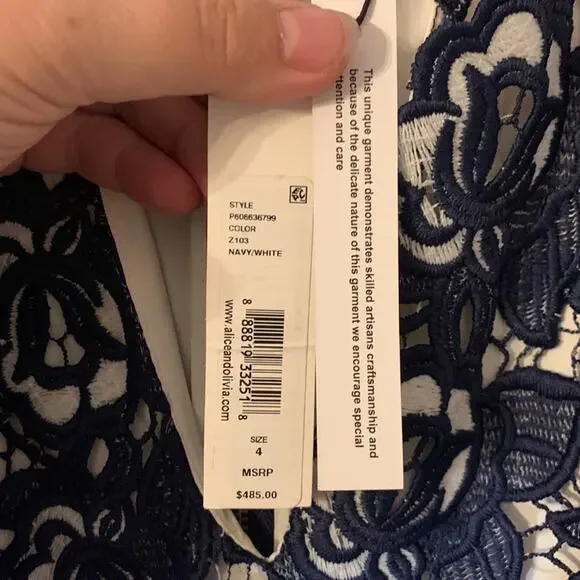 STYLE
P606636799
COLOR
Z103
NAVY/WHITE
www.aliceandolivia.com
8 88819 33251 8
SIZE
4
MSRP
$485.00
This unique garment demonstrates skilled artisans craftsmanship and
because of the delicate nature of this garment we encourage special
ttention and care